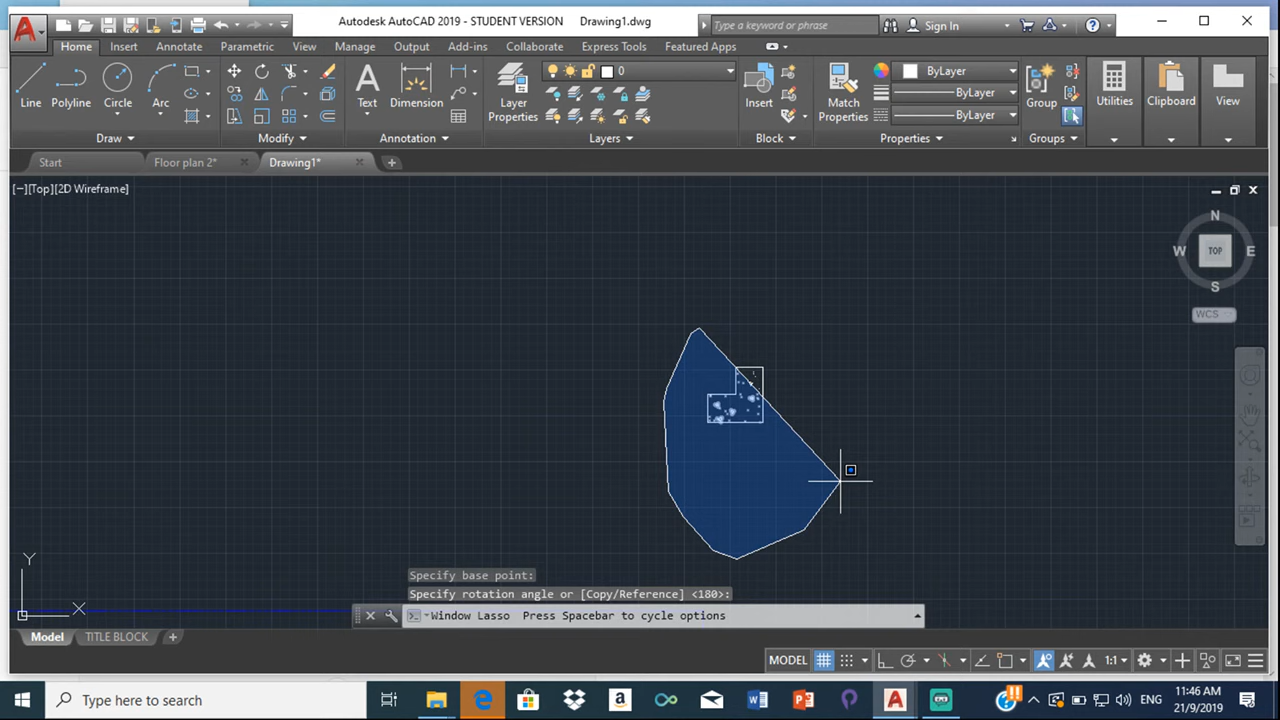 Autodesk AutoCAD 2019 - STUDENT VERSION Drawing1.dwg
Type a keyword or phrase
Sign In
Home Insert Annotate Parametric View Manage Output Add-ins Collaborate Express Tools Featured Apps
Line Polyline Circle Arc
Draw
Modify
Text Dimension
Annotation
Layer
Properties
0
Layers
Insert
Block
Match
Properties
ByLayer
ByLayer
ByLayer
Properties
Group
Groups
Utilities
Clipboard
View
Start Floor plan 2* Drawing1*
[−][Top][2D Wireframe]
N
W TOP E
S
WCS
Y
X
Specify base point:
Specify rotation angle or [Copy/Reference] <180>:
Window Lasso Press Spacebar to cycle options
Model TITLE BLOCK
MODEL 1:1
Type here to search
ENG
11:46 AM
21/9/2019